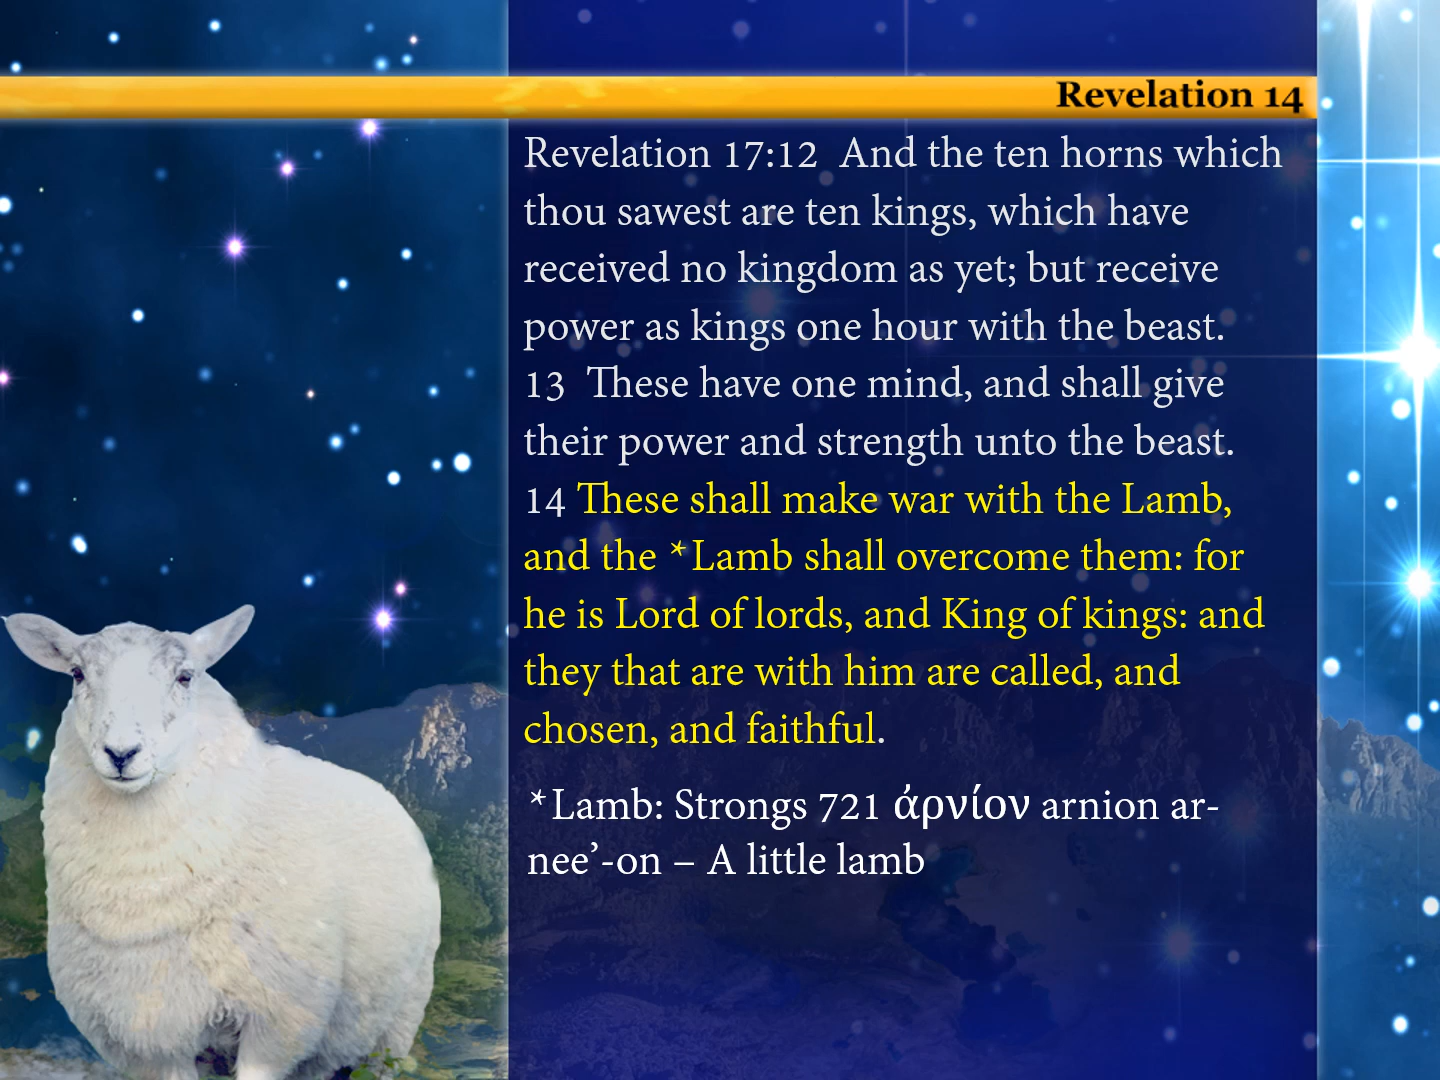 Revelation 14
Revelation 17:12  And the ten horns which
thou sawest are ten kings, which have
received no kingdom as yet; but receive
power as kings one hour with the beast.
13  These have one mind, and shall give
their power and strength unto the beast.
14 These shall make war with the Lamb,
and the *Lamb shall overcome them: for
he is Lord of lords, and King of kings: and
they that are with him are called, and
chosen, and faithful.
*Lamb: Strongs 721 ἀρνίον arnion ar-
nee’-on – A little lamb